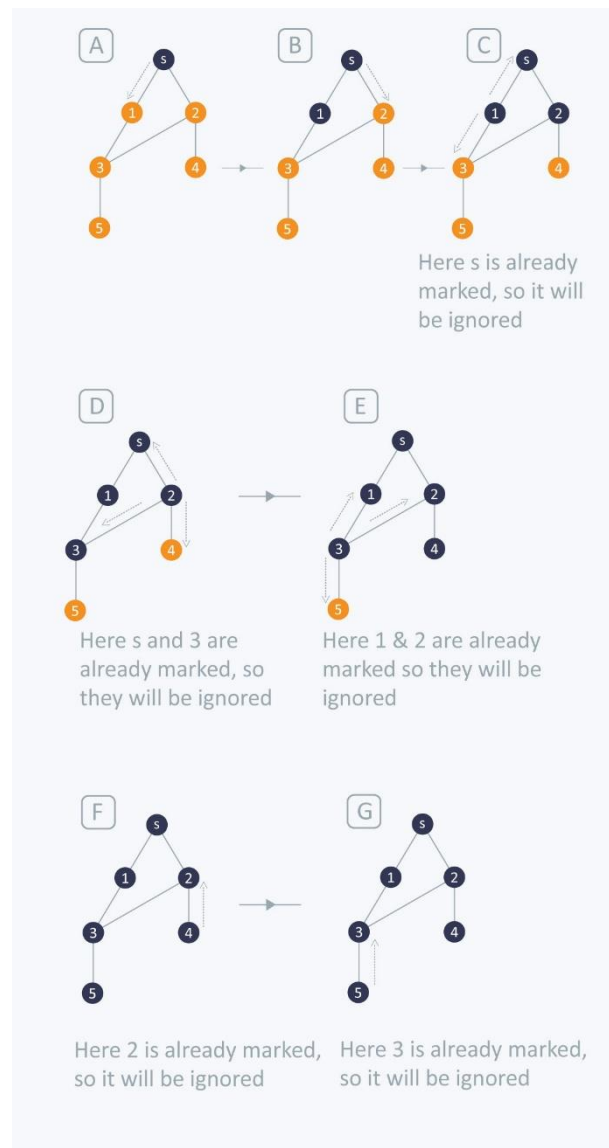 A
B
C
s
1
2
3
4
5
s
1
2
3
4
5
s
1
2
3
4
5
Here s is already
marked, so it will
be ignored
D
E
s
1
2
3
4
5
s
1
2
3
4
5
Here s and 3 are
already marked, so
they will be ignored
Here 1 & 2 are already
marked so they will be
ignored
F
G
s
1
2
3
4
5
s
1
2
3
4
5
Here 2 is already marked,
so it will be ignored
Here 3 is already marked,
so it will be ignored